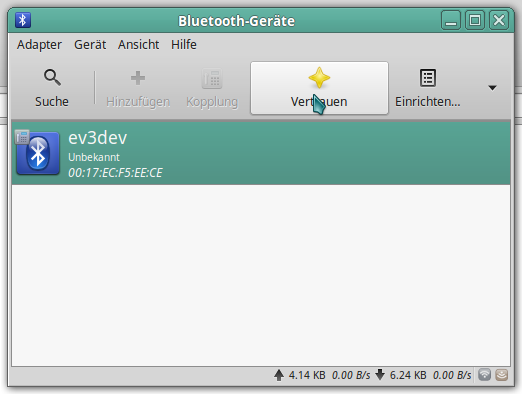 Bluetooth-Geräte
Adapter Gerät Ansicht Hilfe
Suche Hinzufügen Kopplung Vertrauen Einrichten...
ev3dev
Unbekannt
00:17:EC:F5:EE:CE
4.14 KB 0.00 B/s 6.24 KB 0.00 B/s